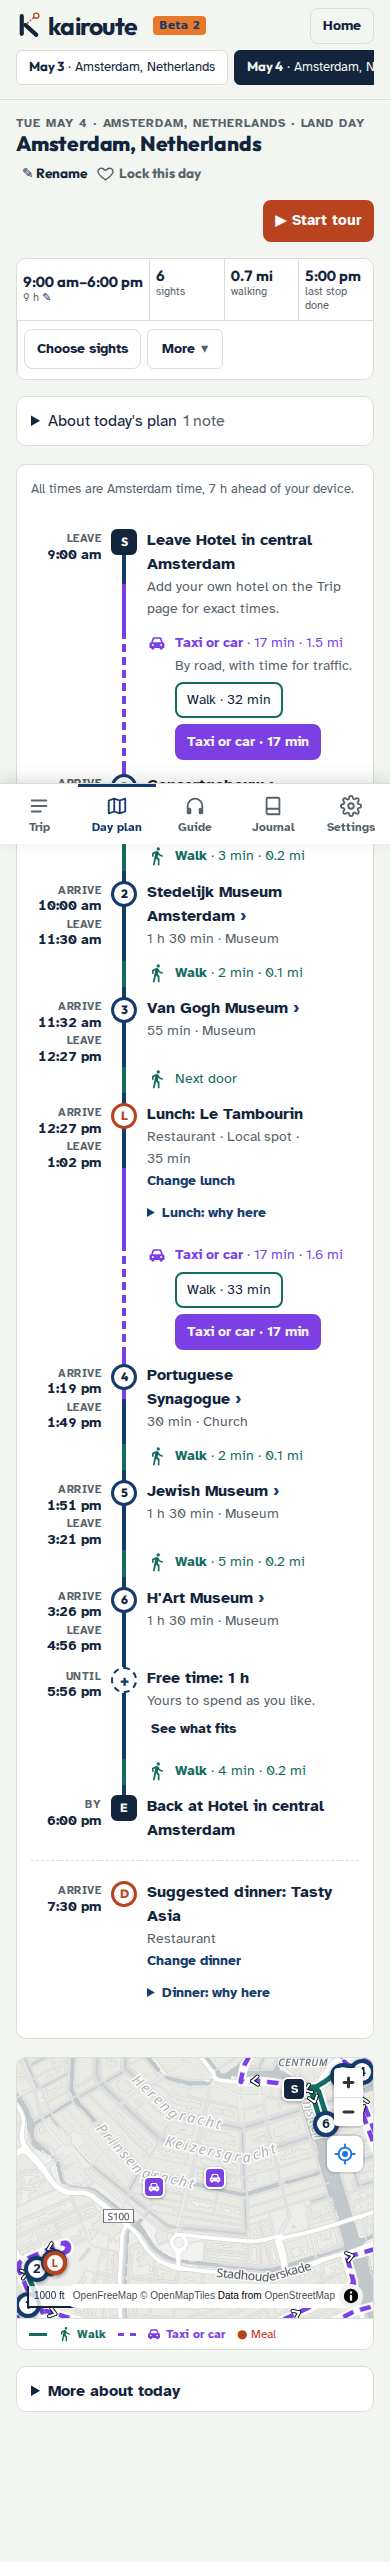 kairoute Beta 2 Home
May 3 · Amsterdam, Netherlands May 4 · Amsterdam, N
TUE MAY 4 · AMSTERDAM, NETHERLANDS · LAND DAY
Amsterdam, Netherlands
✎ Rename ♡ Lock this day
▶ Start tour
9:00 am–6:00 pm 6 0.7 mi 5:00 pm
9 h ✎ sights walking last stop
done
Choose sights More ▾
▶ About today's plan 1 note
All times are Amsterdam time, 7 h ahead of your device.
LEAVE S Leave Hotel in central
9:00 am Amsterdam
Add your own hotel on the Trip
page for exact times.
Taxi or car · 17 min · 1.5 mi
By road, with time for traffic.
Walk · 32 min
Taxi or car · 17 min
Trip Day plan Guide Journal Settings
Walk · 3 min · 0.2 mi
ARRIVE 2 Stedelijk Museum
10:00 am Amsterdam ›
LEAVE 1 h 30 min · Museum
11:30 am
Walk · 2 min · 0.1 mi
ARRIVE 3 Van Gogh Museum ›
11:32 am 55 min · Museum
LEAVE
12:27 pm
Next door
ARRIVE L Lunch: Le Tambourin
12:27 pm Restaurant · Local spot ·
LEAVE 35 min
1:02 pm
Change lunch
▶ Lunch: why here
Taxi or car · 17 min · 1.6 mi
Walk · 33 min
Taxi or car · 17 min
ARRIVE 4 Portuguese
1:19 pm Synagogue ›
LEAVE 30 min · Church
1:49 pm
Walk · 2 min · 0.1 mi
ARRIVE 5 Jewish Museum ›
1:51 pm 1 h 30 min · Museum
LEAVE
3:21 pm
Walk · 5 min · 0.2 mi
ARRIVE 6 H'Art Museum ›
3:26 pm 1 h 30 min · Museum
LEAVE
4:56 pm
UNTIL + Free time: 1 h
5:56 pm Yours to spend as you like.
See what fits
Walk · 4 min · 0.2 mi
BY E Back at Hotel in central
6:00 pm Amsterdam
ARRIVE D Suggested dinner: Tasty
7:30 pm Asia
Restaurant
Change dinner
▶ Dinner: why here
CENTRUM
S
+
6 −
Herengracht
Keizersgracht
Prinsengracht
S100
2 L
Stadhouderskade
1000 ft OpenFreeMap © OpenMapTiles Data from OpenStreetMap
Walk Taxi or car Meal
▶ More about today